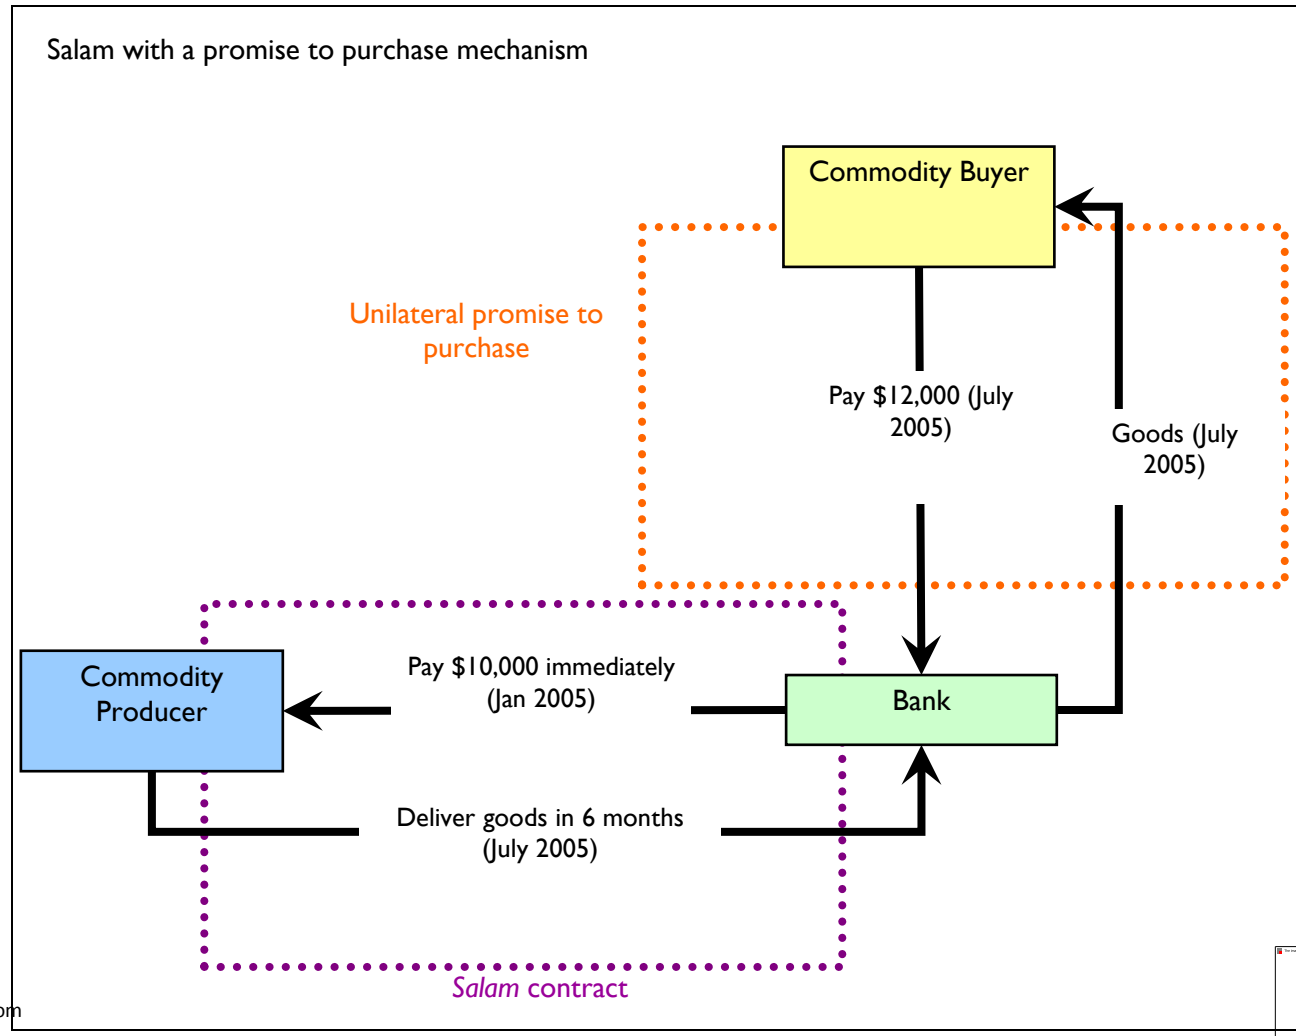 Salam with a promise to purchase mechanism
Commodity Buyer
Unilateral promise to
purchase
Pay $12,000 (July
2005)
Goods (July
2005)
Commodity
Producer
Pay $10,000 immediately
(Jan 2005)
Bank
Deliver goods in 6 months
(July 2005)
Salam contract
om